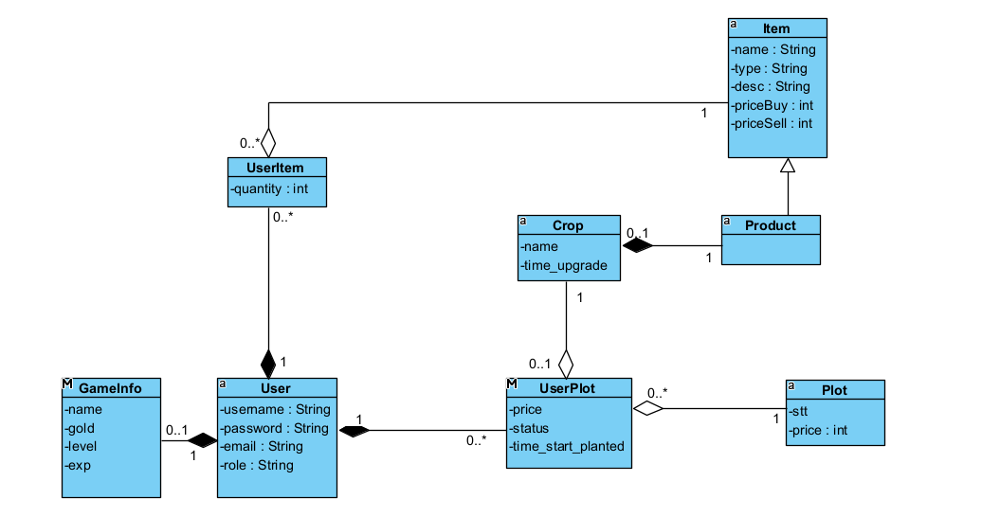 a
Item
-name : String
-type : String
-desc : String
-priceBuy : int
-priceSell : int
1
0..*
UserItem
-quantity : int
0..*
a
Crop
-name
-time_upgrade
0..1
1
a
Product
1
0..1
1
M
GameInfo
-name
-gold
-level
-exp
0..1
1
a
User
-username : String
-password : String
-email : String
-role : String
1
0..*
M
UserPlot
-price
-status
-time_start_planted
0..*
1
a
Plot
-stt
-price : int